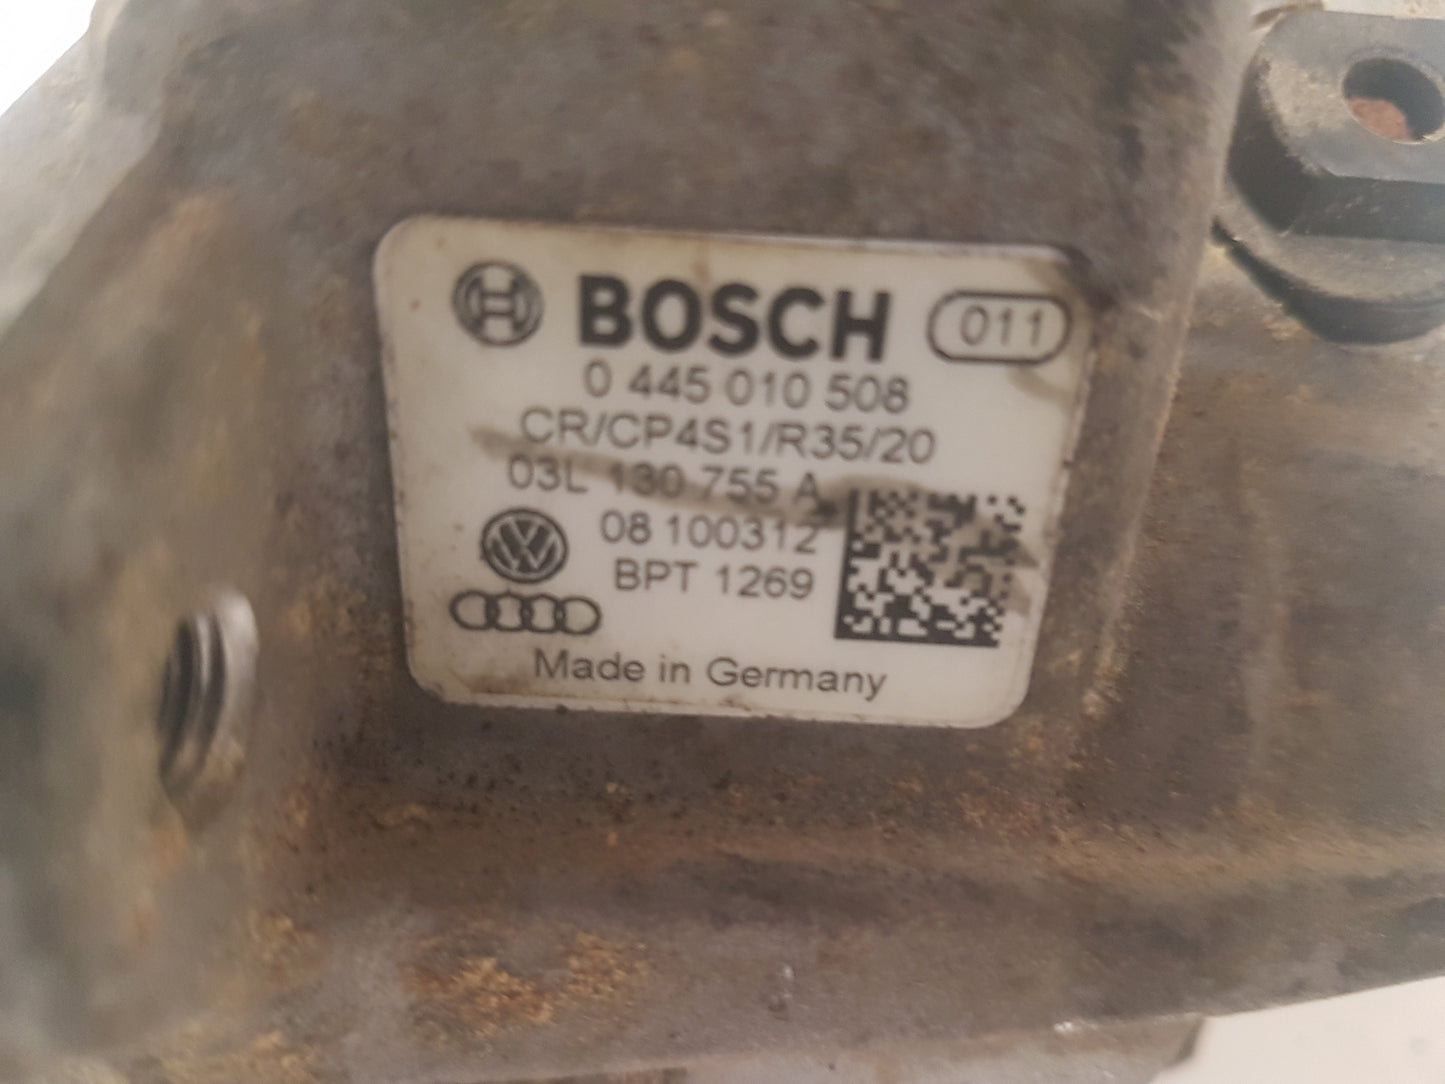 BOSCH 011
0 445 010 508
CR/CP4S1/R35/20
03L 130 755 A
08 100312
BPT 1269
Made in Germany